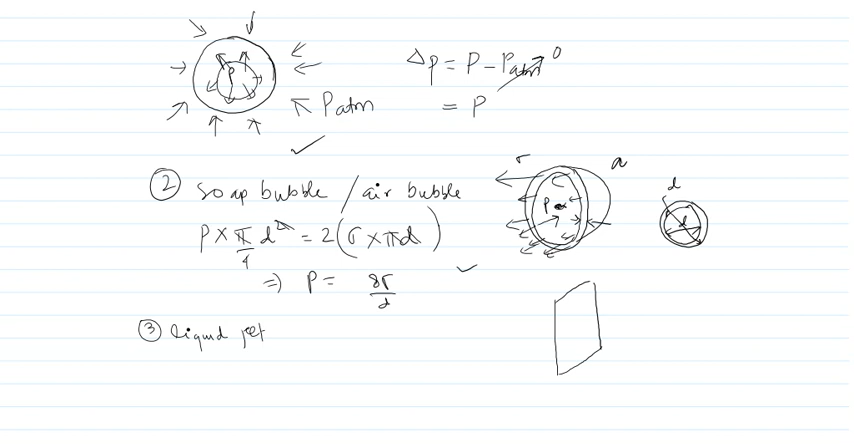 P
Δp = P - Patm 0
= P
Patm
② soap bubble / air bubble
P × π/4 d² = 2(σ × πd)
⇒ P = 8σ/d
σ
a
P
d
d
③ liquid jet